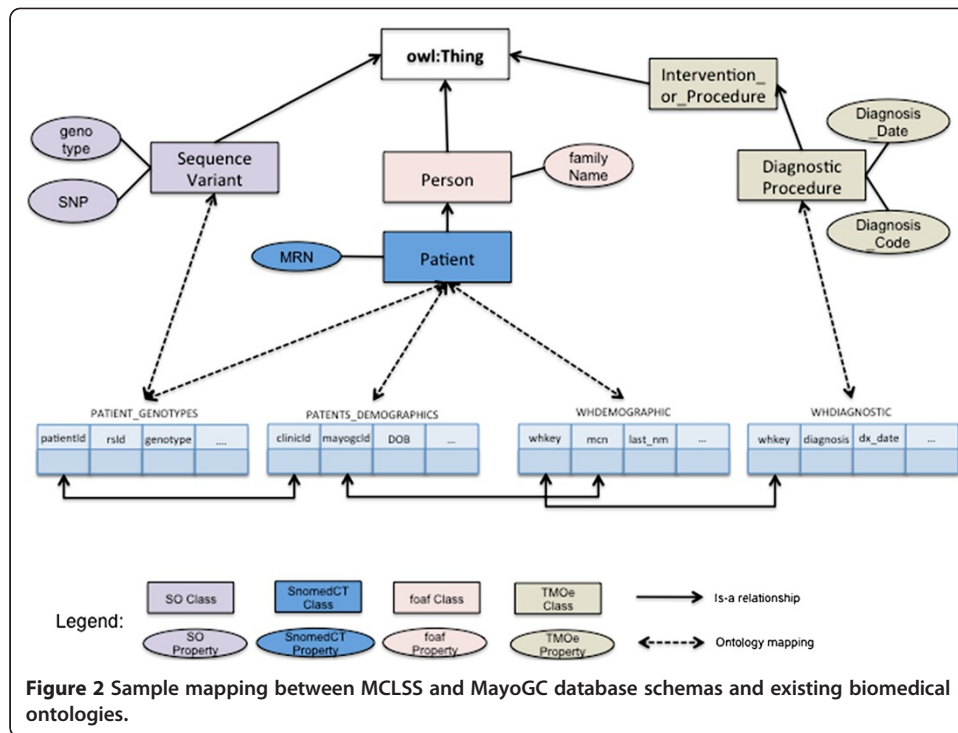 owl:Thing
Intervention_
or_Procedure
Diagnosis
_Date
geno
type
Sequence
Variant
family
Name
Person
Diagnostic
Procedure
SNP
Diagnosis
_Code
MRN
Patient
PATIENT_GENOTYPES
PATENTS_DEMOGRAPHICS
WHDEMOGRAPHIC
WHDIAGNOSTIC
patientId rsId genotype ....
clinicId mayogcId DOB ...
whkey mcn last_nm ...
whkey diagnosis dx_date ...
Legend:
SO Class
SnomedCT
Class
foaf Class
TMOe
Class
Is-a relationship
SO
Property
SnomedCT
Property
foaf
Property
TMOe
Property
Ontology mapping
Figure 2 Sample mapping between MCLSS and MayoGC database schemas and existing biomedical
ontologies.